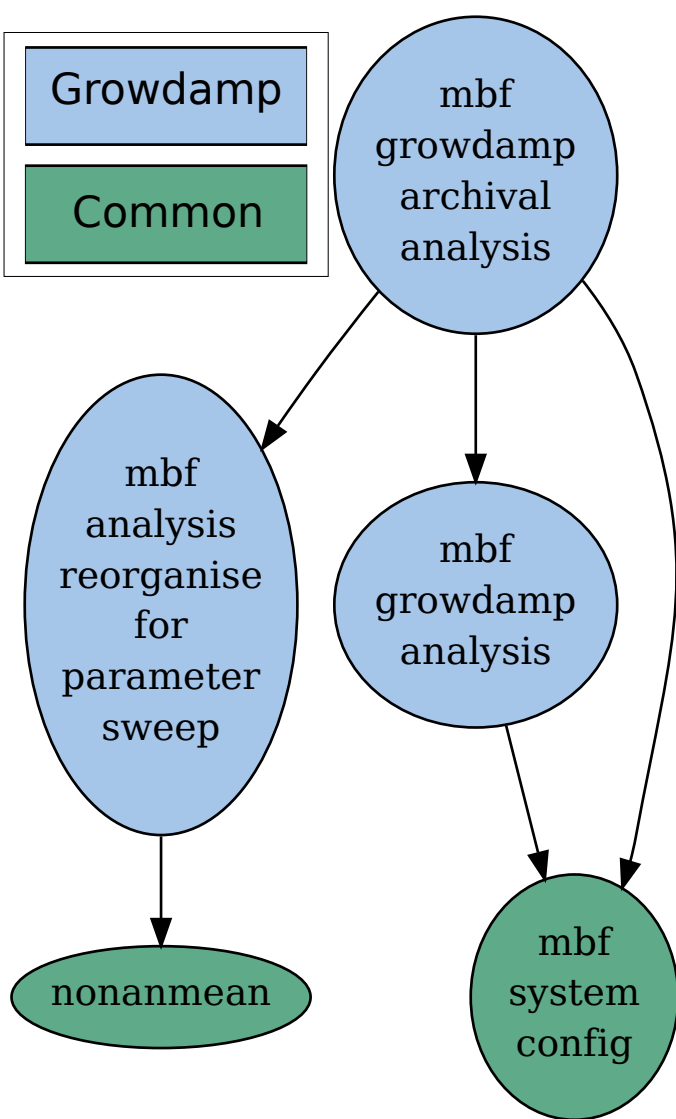 Growdamp
Common
mbf
growdamp
archival
analysis
mbf
analysis
reorganise
for
parameter
sweep
mbf
growdamp
analysis
nonanmean
mbf
system
config